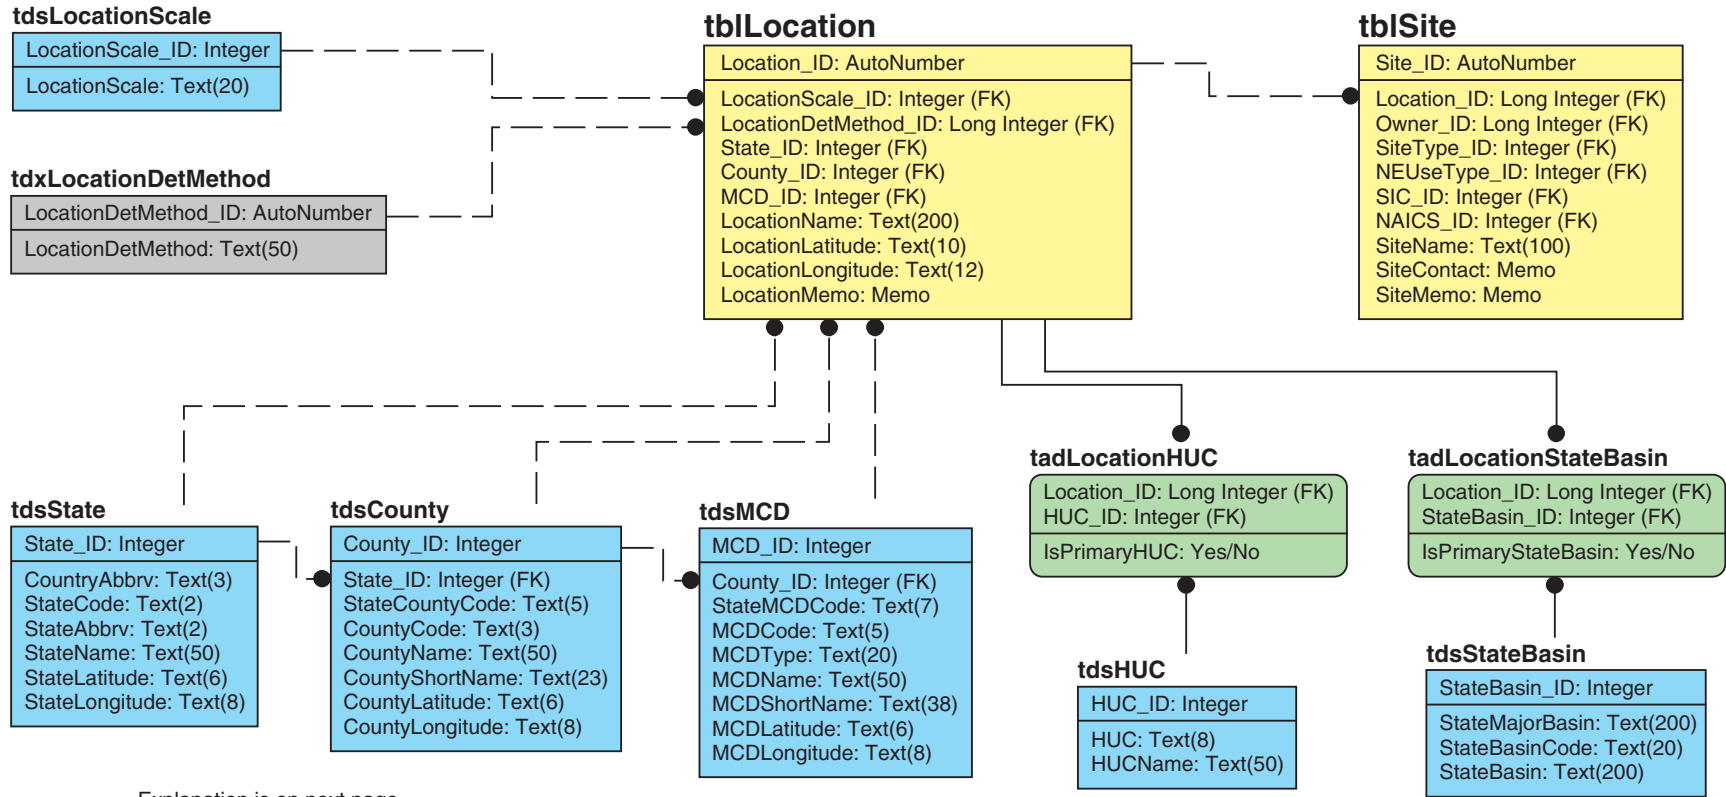 tdsLocationScale
LocationScale_ID: Integer
LocationScale: Text(20)
tdxLocationDetMethod
LocationDetMethod_ID: AutoNumber
LocationDetMethod: Text(50)
tblLocation
Location_ID: AutoNumber
LocationScale_ID: Integer (FK)
LocationDetMethod_ID: Long Integer (FK)
State_ID: Integer (FK)
County_ID: Integer (FK)
MCD_ID: Integer (FK)
LocationName: Text(200)
LocationLatitude: Text(10)
LocationLongitude: Text(12)
LocationMemo: Memo
tblSite
Site_ID: AutoNumber
Location_ID: Long Integer (FK)
Owner_ID: Long Integer (FK)
SiteType_ID: Integer (FK)
NEUseType_ID: Integer (FK)
SIC_ID: Integer (FK)
NAICS_ID: Integer (FK)
SiteName: Text(100)
SiteContact: Memo
SiteMemo: Memo
tdsState
State_ID: Integer
CountryAbbrv: Text(3)
StateCode: Text(2)
StateAbbrv: Text(2)
StateName: Text(50)
StateLatitude: Text(6)
StateLongitude: Text(8)
tdsCounty
County_ID: Integer
State_ID: Integer (FK)
StateCountyCode: Text(5)
CountyCode: Text(3)
CountyName: Text(50)
CountyShortName: Text(23)
CountyLatitude: Text(6)
CountyLongitude: Text(8)
tdsMCD
MCD_ID: Integer
County_ID: Integer (FK)
StateMCDCode: Text(7)
MCDCode: Text(5)
MCDType: Text(20)
MCDName: Text(50)
MCDShortName: Text(38)
MCDLatitude: Text(6)
MCDLongitude: Text(8)
tadLocationHUC
Location_ID: Long Integer (FK)
HUC_ID: Integer (FK)
IsPrimaryHUC: Yes/No
tadLocationStateBasin
Location_ID: Long Integer (FK)
StateBasin_ID: Integer (FK)
IsPrimaryStateBasin: Yes/No
tdsHUC
HUC_ID: Integer
HUC: Text(8)
HUCName: Text(50)
tdsStateBasin
StateBasin_ID: Integer
StateMajorBasin: Text(200)
StateBasinCode: Text(20)
StateBasin: Text(200)
Explanation is on next page